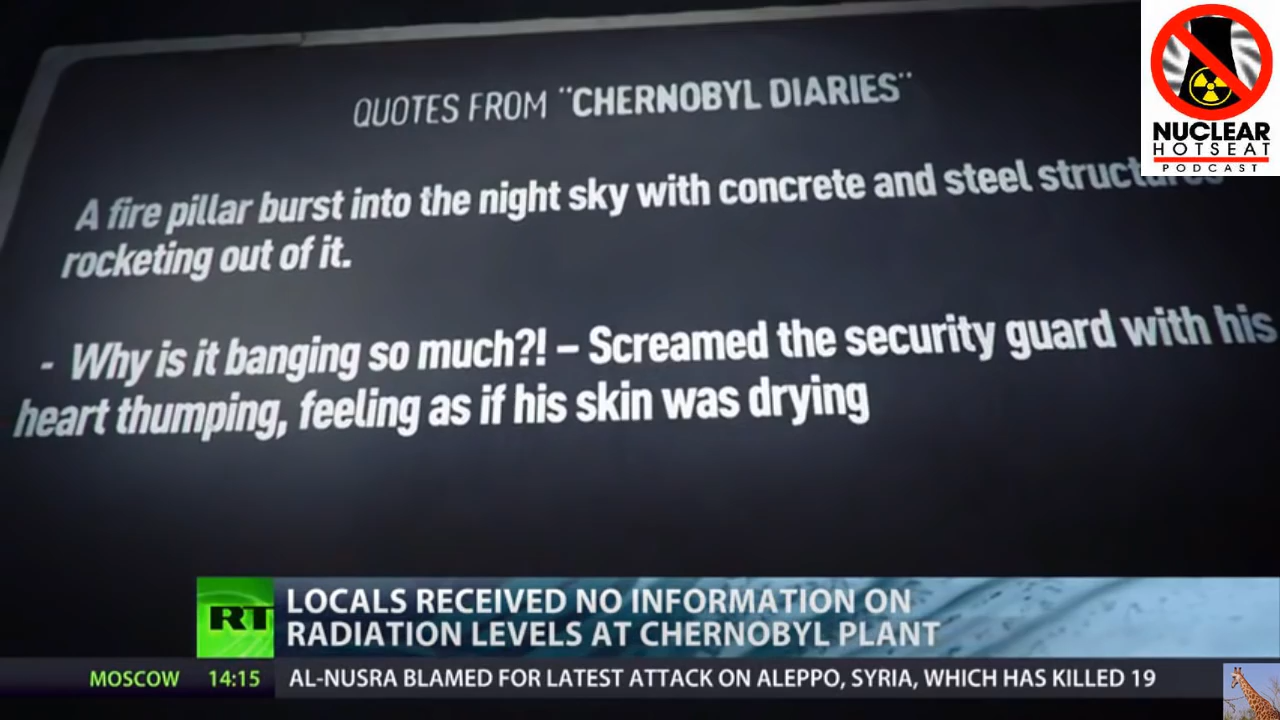 QUOTES FROM "CHERNOBYL DIARIES"
A fire pillar burst into the night sky with concrete and steel structures
rocketing out of it.
- Why is it banging so much?! – Screamed the security guard with his
heart thumping, feeling as if his skin was drying
NUCLEAR
HOTSEAT
PODCAST
RT
LOCALS RECEIVED NO INFORMATION ON
RADIATION LEVELS AT CHERNOBYL PLANT
MOSCOW 14:15 AL-NUSRA BLAMED FOR LATEST ATTACK ON ALEPPO, SYRIA, WHICH HAS KILLED 19